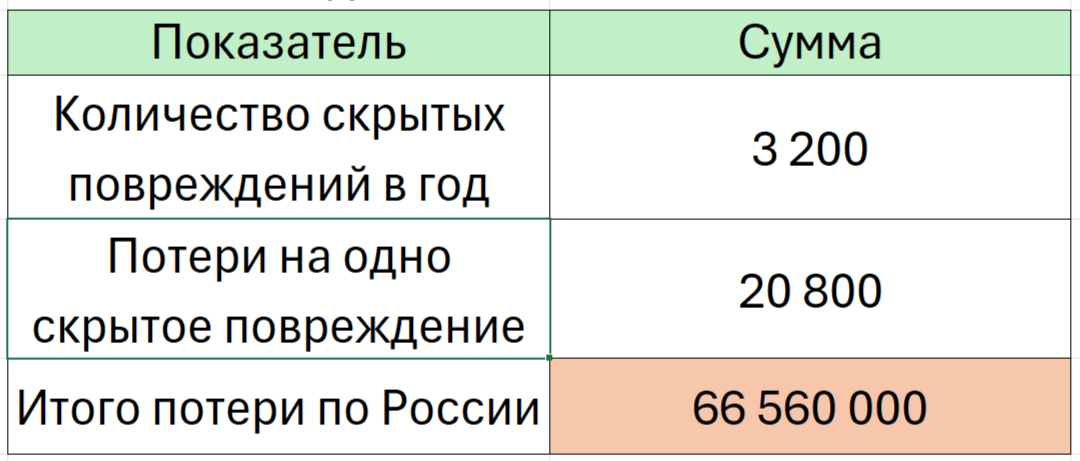 Показатель
Сумма
Количество скрытых
повреждений в год
3 200
Потери на одно
скрытое повреждение
20 800
Итого потери по России
66 560 000